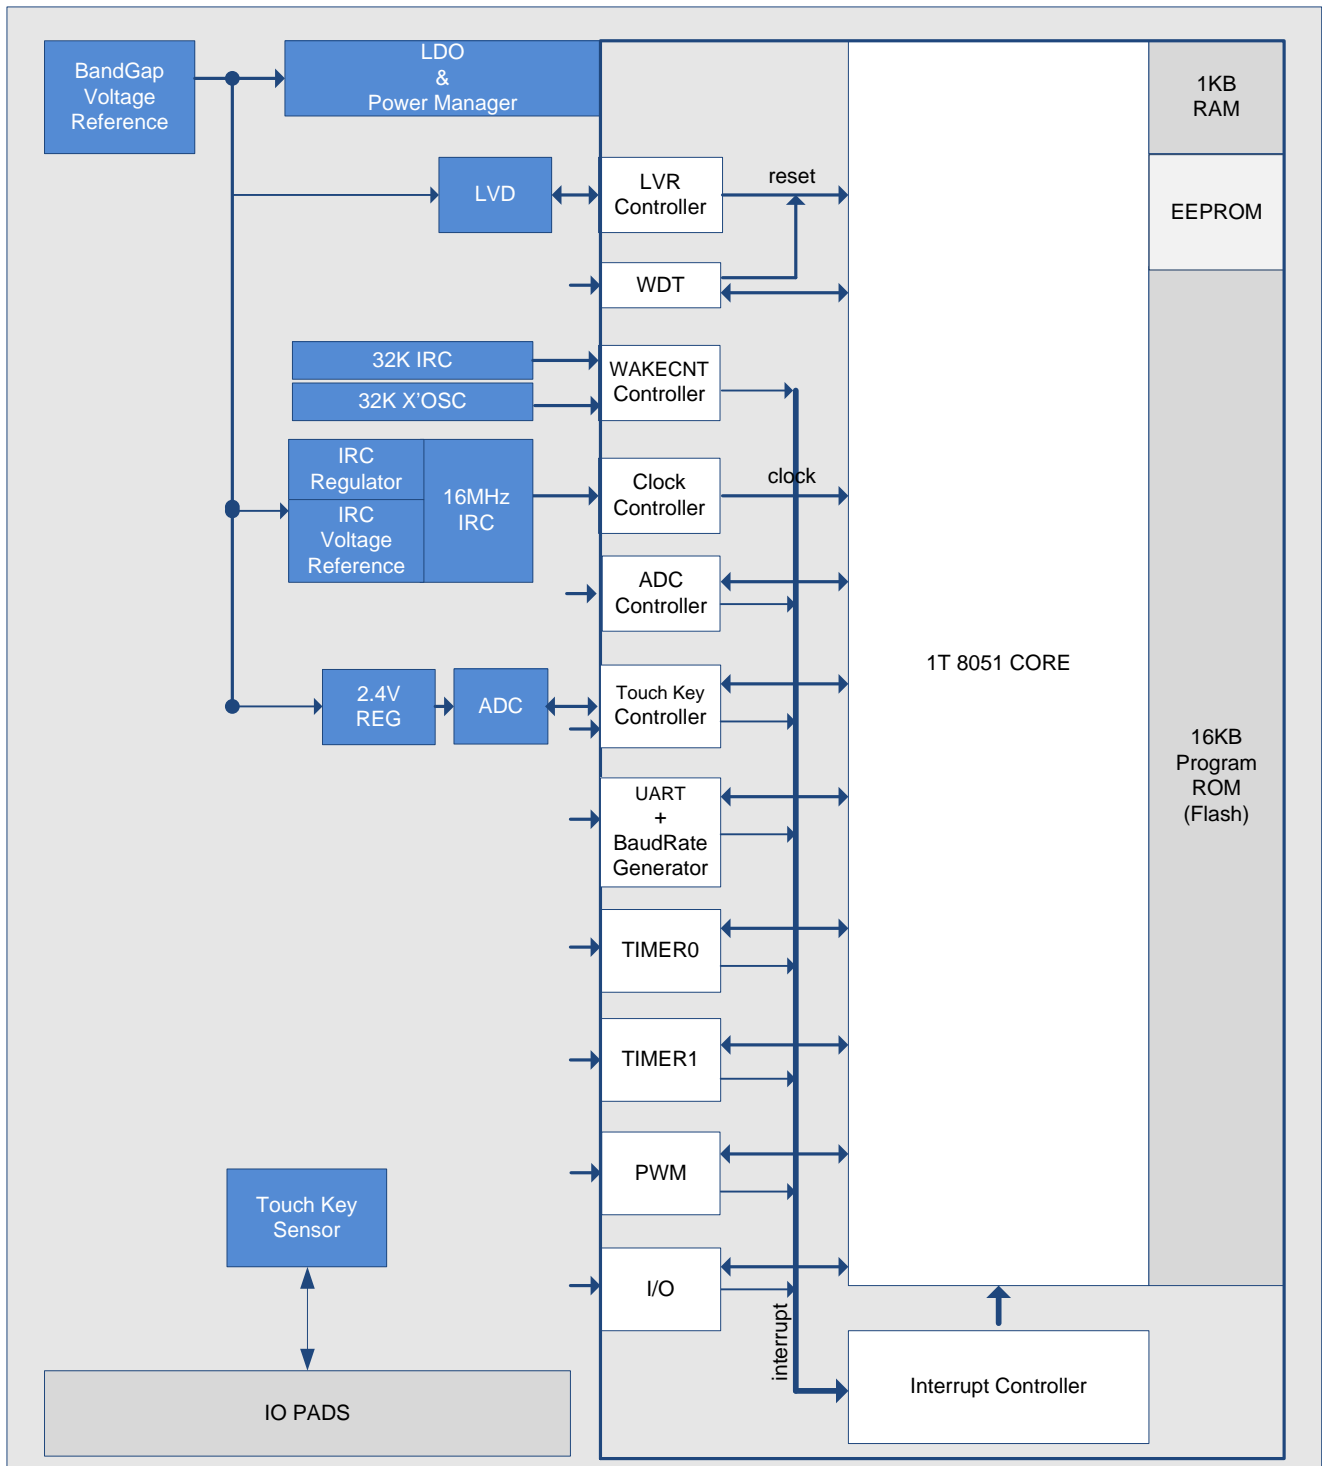 BandGap
Voltage
Reference
LDO
&
Power Manager
1KB
RAM
LVD
LVR
Controller
reset
EEPROM
WDT
32K IRC
32K X'OSC
WAKECNT
Controller
IRC
Regulator
IRC
Voltage
Reference
16MHz
IRC
Clock
Controller
clock
ADC
Controller
1T 8051 CORE
2.4V
REG
ADC
Touch Key
Controller
16KB
Program
ROM
(Flash)
UART
+
BaudRate
Generator
TIMER0
TIMER1
PWM
Touch Key
Sensor
I/O
interrupt
Interrupt Controller
IO PADS